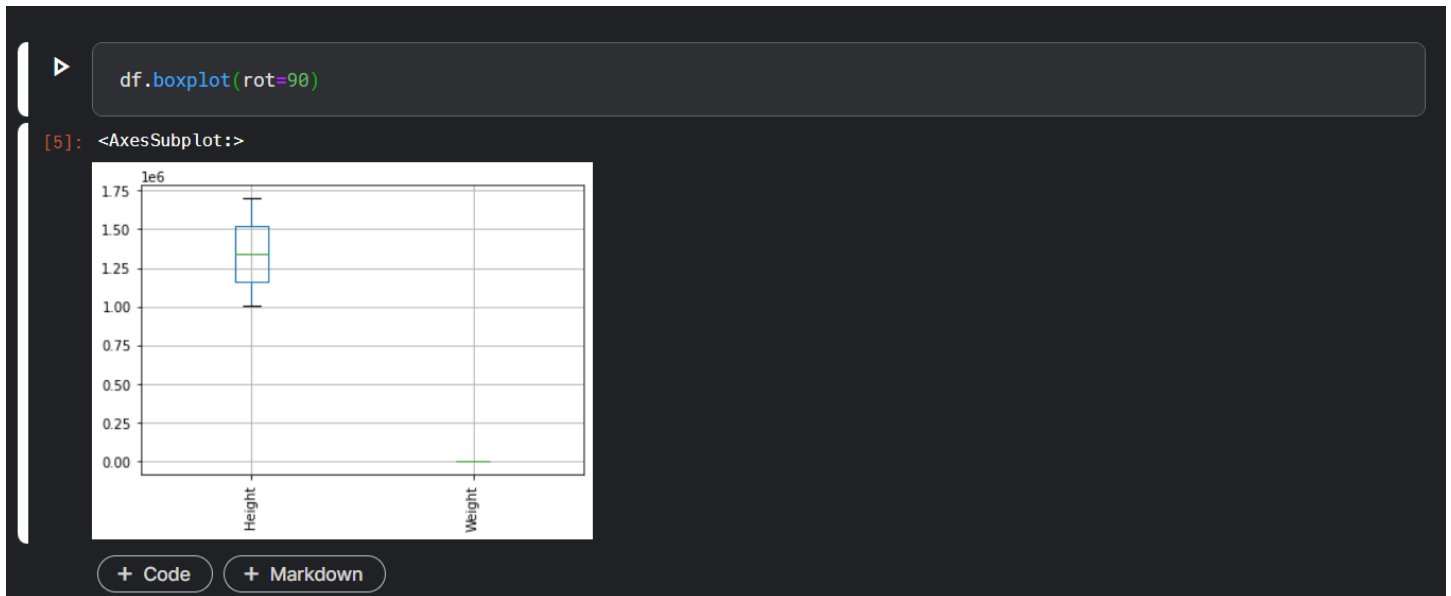 df.boxplot(rot=90)
[5]: <AxesSubplot:>
1e6
1.75
1.50
1.25
1.00
0.75
0.50
0.25
0.00
Height Weight
+ Code + Markdown